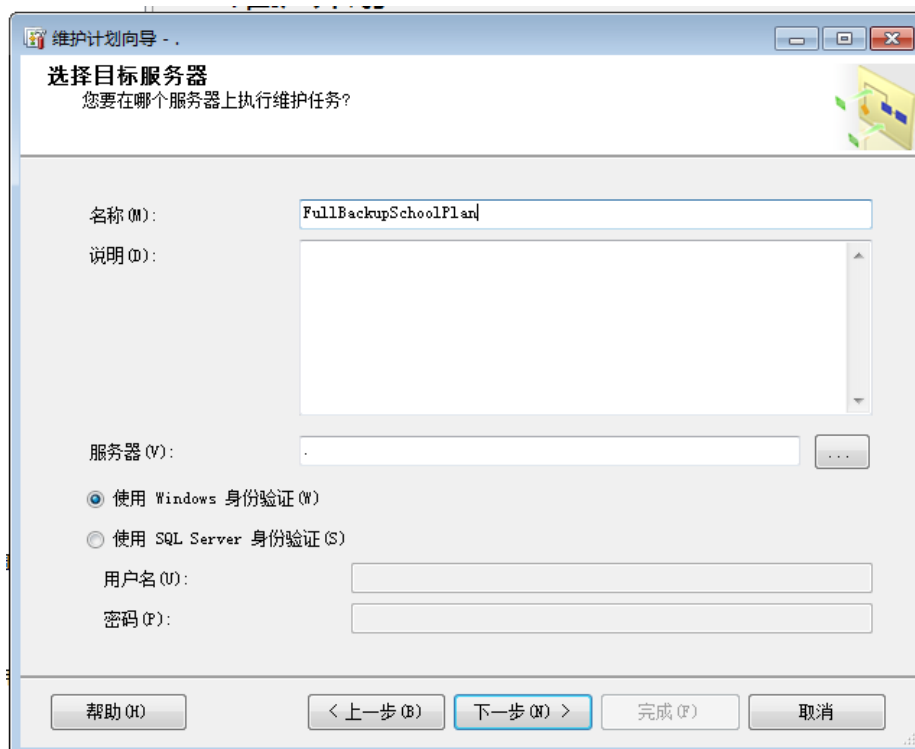 维护计划向导 - .
选择目标服务器
您要在哪个服务器上执行维护任务?
名称(M):
FullBackupSchoolPlan
说明(D):
服务器(V):
.
...
使用 Windows 身份验证(W)
使用 SQL Server 身份验证(S)
用户名(U):
密码(P):
帮助(H)
< 上一步(B)
下一步(N) >
完成(F)
取消